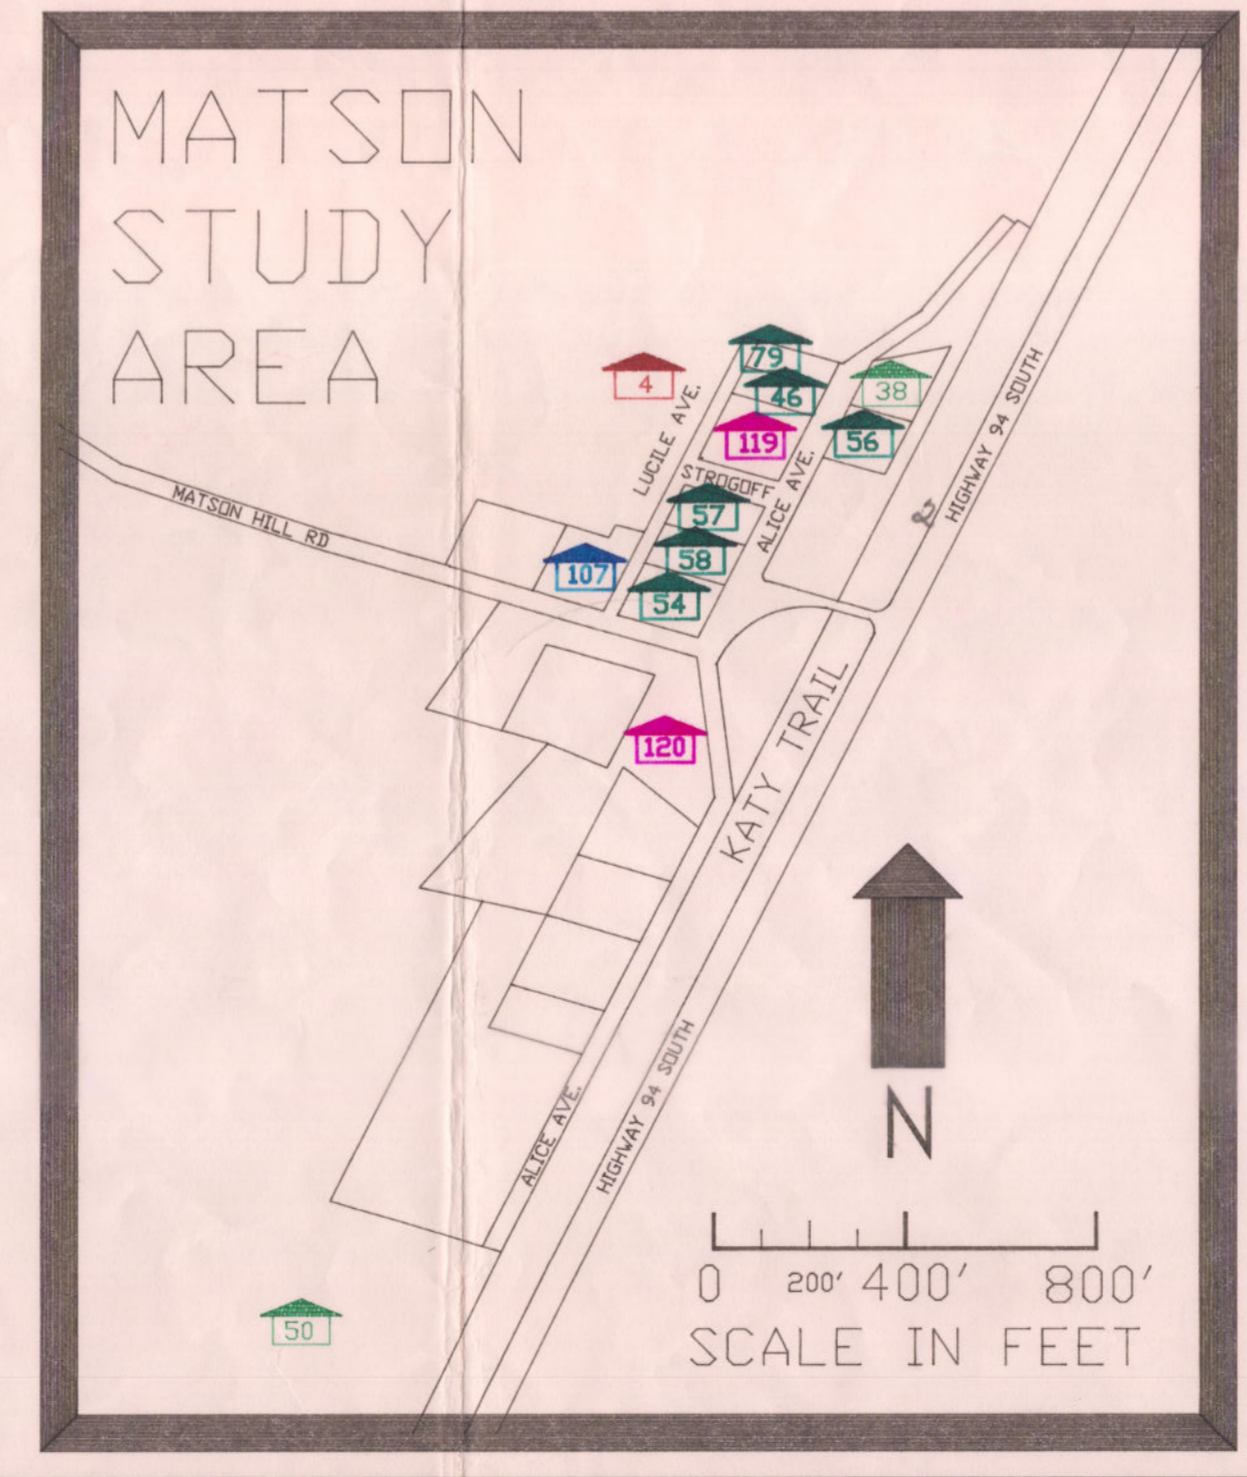 MATSON
STUDY
AREA
79
4
46
38
LUCILE AVE.
119
56
HIGHWAY 94 SOUTH
STROGOFF
ALICE AVE.
MATSON HILL RD
57
58
107
54
120
KATY TRAIL
ALICE AVE.
HIGHWAY 94 SOUTH
N
0 200' 400' 800'
SCALE IN FEET
50